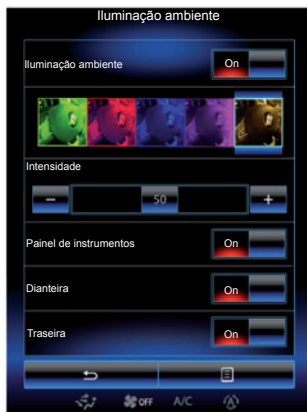 Iluminação ambiente
Iluminação ambiente
On
Intensidade
50
Painel de instrumentos
On
Dianteira
On
Traseira
On
OFF A/C